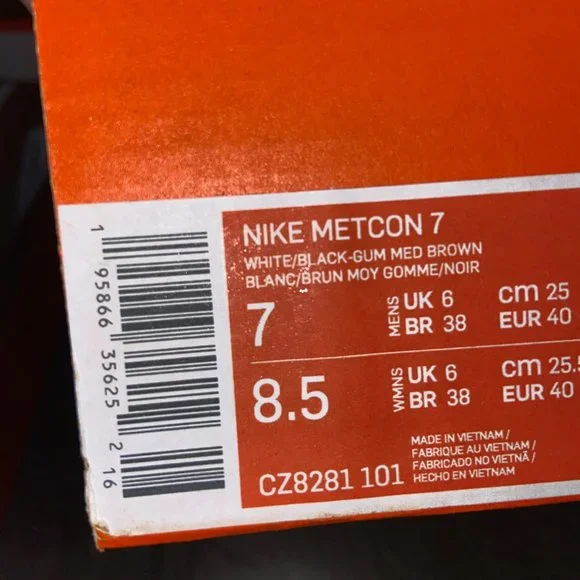 NIKE METCON 7
WHITE/BLACK-GUM MED BROWN
BLANC/BRUN MOY GOMME/NOIR
7 MENS UK 6 cm 25
BR 38 EUR 40
8.5 WMNS UK 6 cm 25.5
BR 38 EUR 40
MADE IN VIETNAM /
FABRIQUE AU VIETNAM /
FABRICADO NO VIETNÃ /
HECHO EN VIETNAM
CZ8281 101
1 95866 35625 2 16